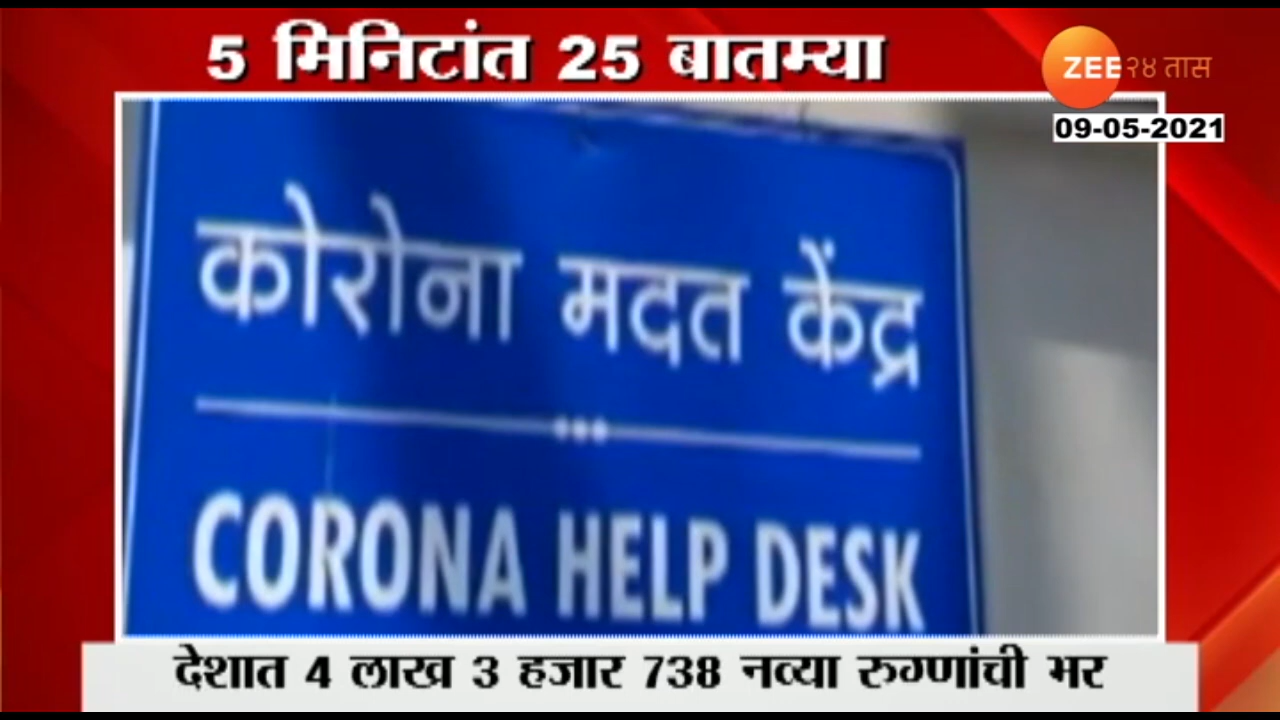 5 मिनिटांत 25 बातम्या
ZEE २४ तास
09-05-2021
कोरोना मदत केंद्र
CORONA HELP DESK
देशात 4 लाख 3 हजार 738 नव्या रुग्णांची भर